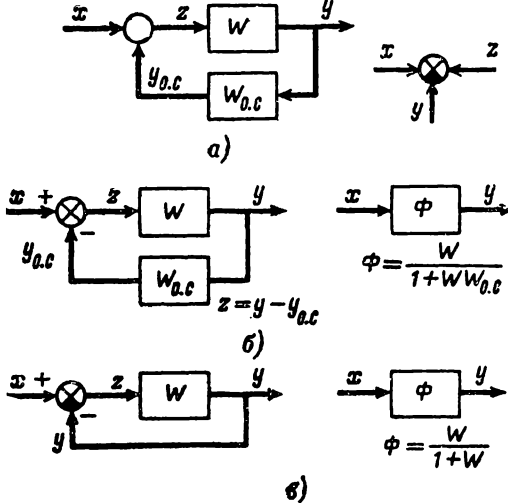 x z W y
y₀.с W₀.с
x z
y
а)
x + z W y
−
y₀.с W₀.с
z = y − y₀.с
x Ф y
Ф = W / 1 + WW₀.с
б)
x + z W y
−
y
x Ф y
Ф = W / 1 + W
в)